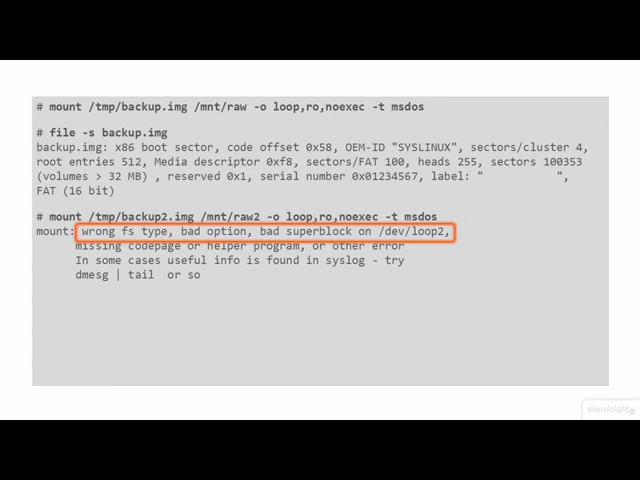 # mount /tmp/backup.img /mnt/raw -o loop,ro,noexec -t msdos
# file -s backup.img
backup.img: x86 boot sector, code offset 0x58, OEM-ID "SYSLINUX", sectors/cluster 4,
root entries 512, Media descriptor 0xf8, sectors/FAT 100, heads 255, sectors 100353
(volumes > 32 MB) , reserved 0x1, serial number 0x01234567, label: "           ",
FAT (16 bit)
# mount /tmp/backup2.img /mnt/raw2 -o loop,ro,noexec -t msdos
mount: wrong fs type, bad option, bad superblock on /dev/loop2,
missing codepage or helper program, or other error
In some cases useful info is found in syslog - try
dmesg | tail  or so
pluralsight